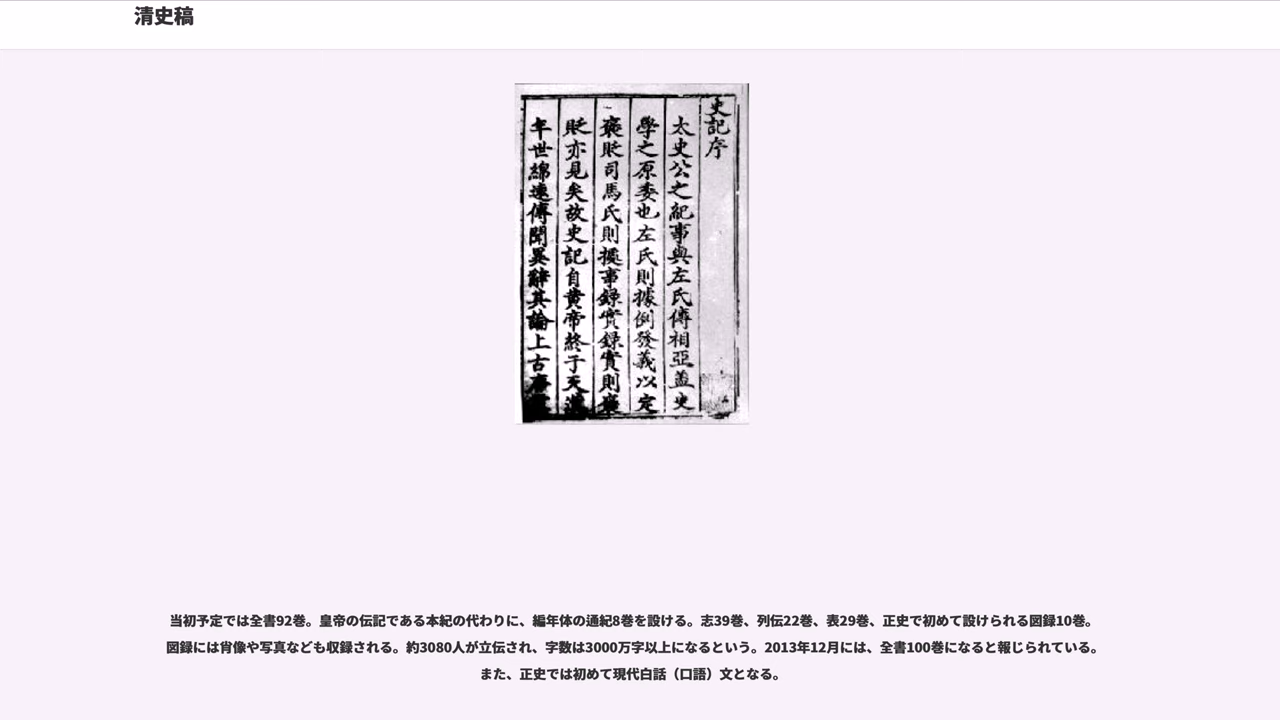 清史稿
史記序
太史公之紀事與左氏傳相亞蓋史
學之原委也左氏則據例發義以定
褒貶司馬氏則據事錄實錄實則褒
貶亦見矣故史記自黃帝終于天漢
年世綿遠傳聞異辭其論上古
当初予定では全書92巻。皇帝の伝記である本紀の代わりに、編年体の通紀8巻を設ける。志39巻、列伝22巻、表29巻、正史で初めて設けられる図録10巻。
図録には肖像や写真なども収録される。約3080人が立伝され、字数は3000万字以上になるという。2013年12月には、全書100巻になると報じられている。
また、正史では初めて現代白話（口語）文となる。